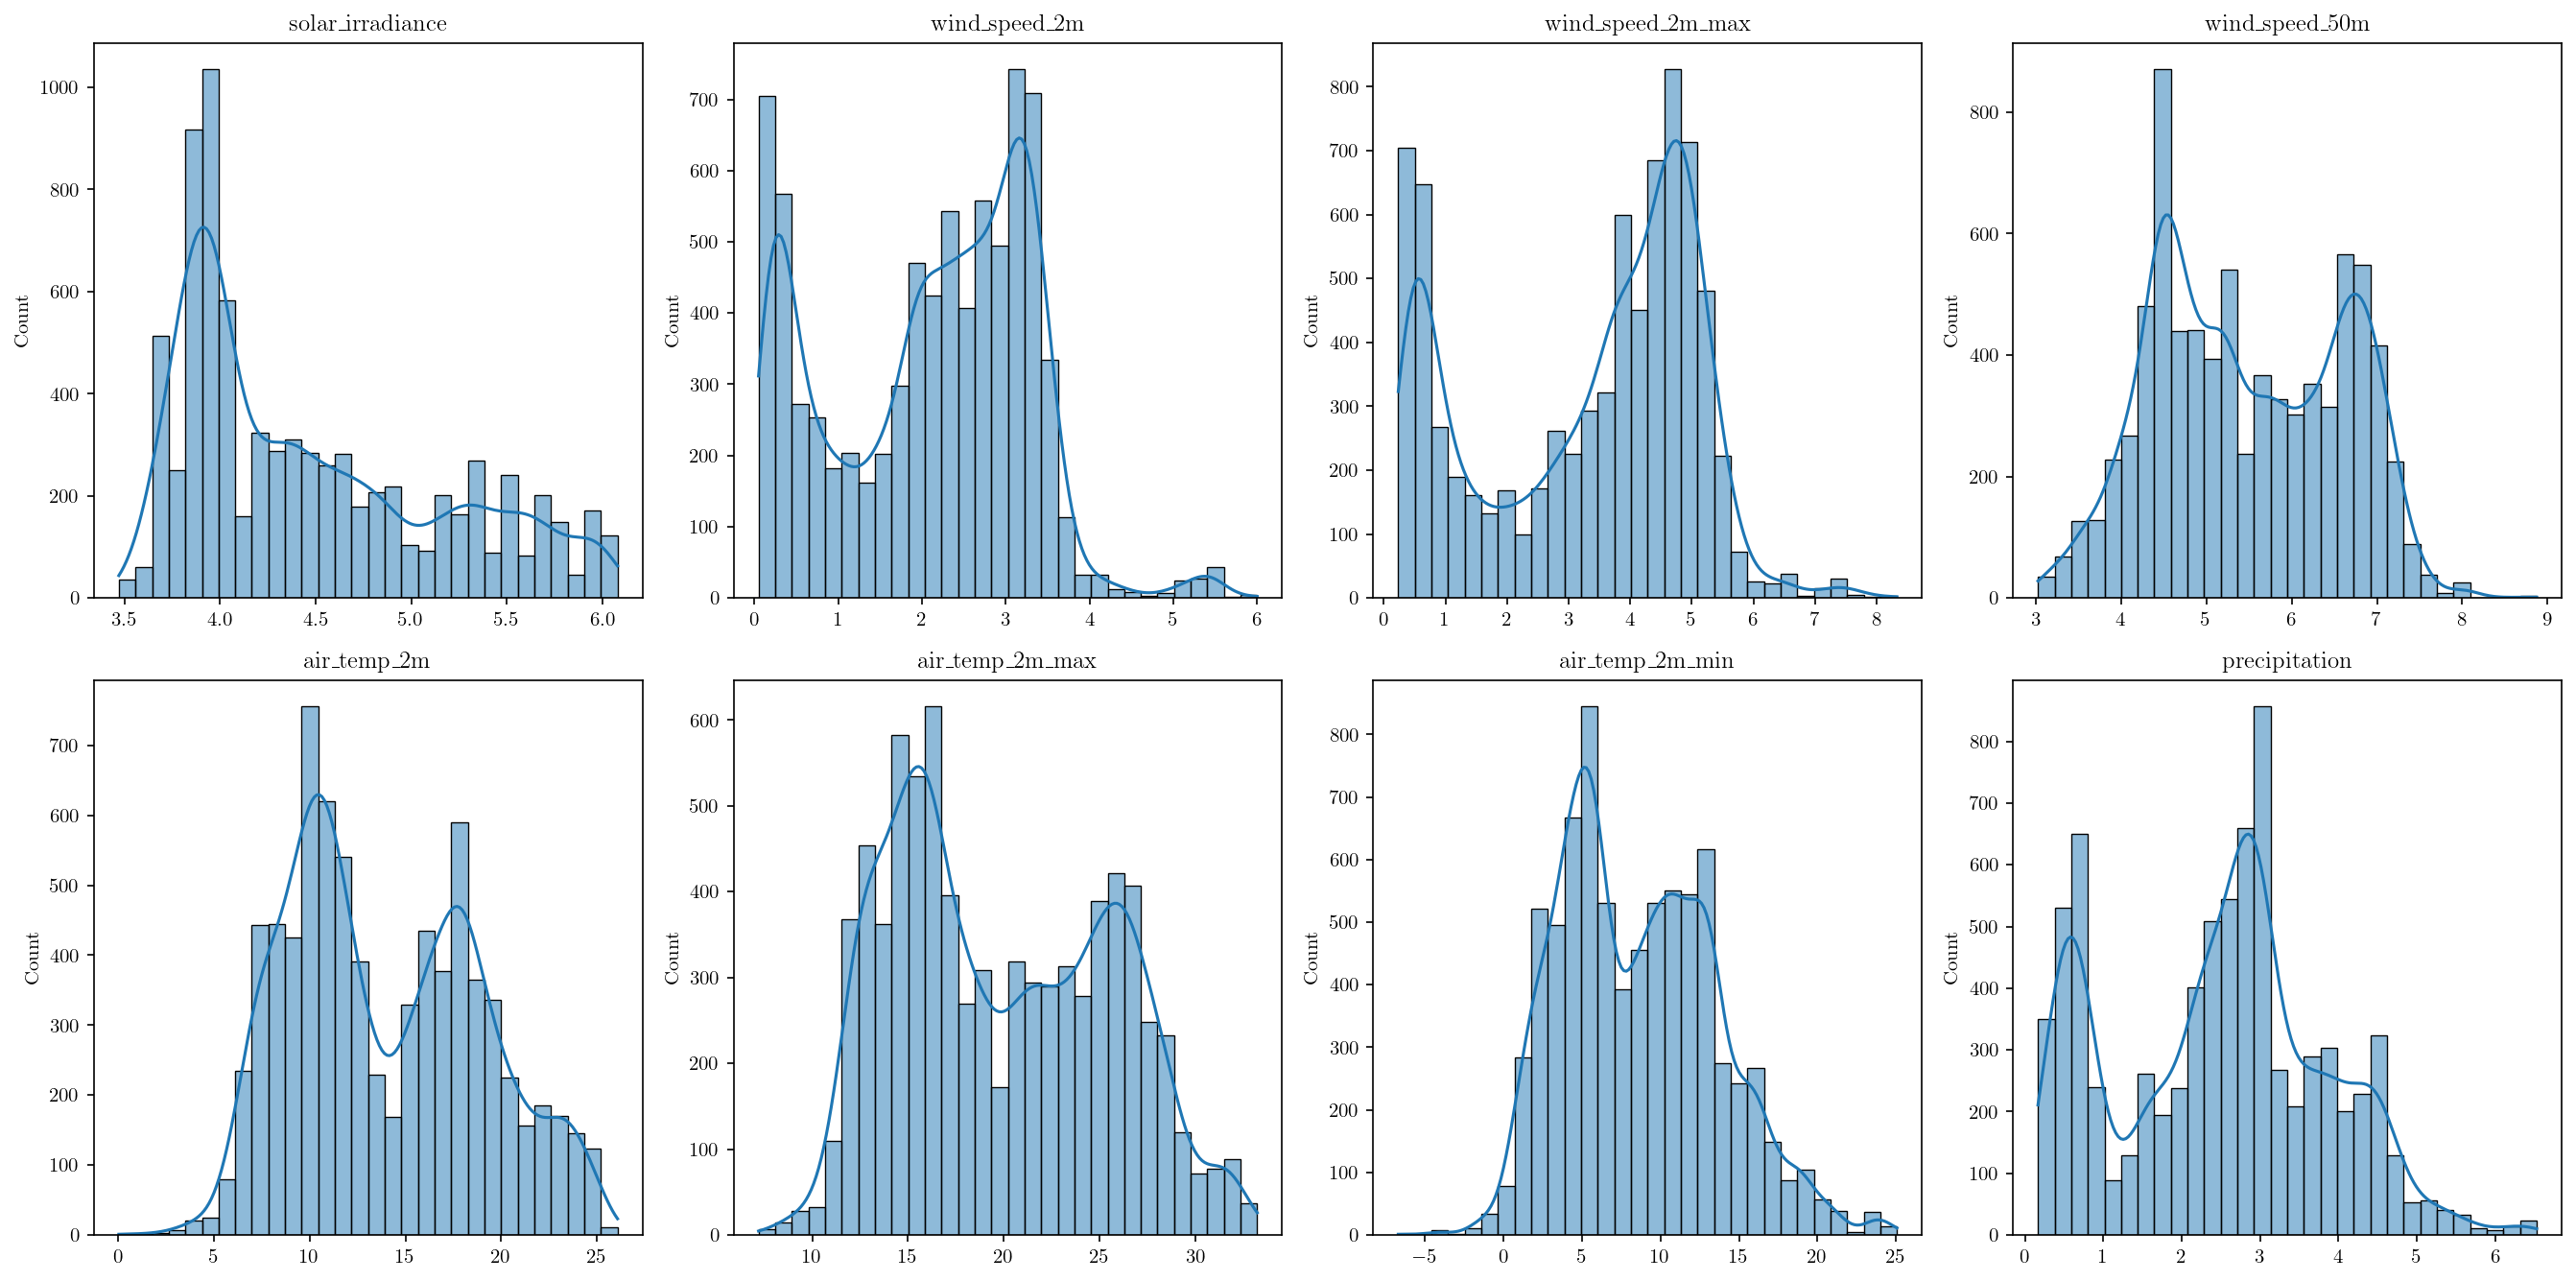 solar_irradiance
Count
1000
800
600
400
200
0
3.5 4.0 4.5 5.0 5.5 6.0
wind_speed_2m
Count
700
600
500
400
300
200
100
0
0 1 2 3 4 5 6
wind_speed_2m_max
Count
800
700
600
500
400
300
200
100
0
0 1 2 3 4 5 6 7 8
wind_speed_50m
Count
800
600
400
200
0
3 4 5 6 7 8 9
air_temp_2m
Count
700
600
500
400
300
200
100
0
0 5 10 15 20 25
air_temp_2m_max
Count
600
500
400
300
200
100
0
10 15 20 25 30
air_temp_2m_min
Count
800
700
600
500
400
300
200
100
0
−5 0 5 10 15 20 25
precipitation
Count
800
700
600
500
400
300
200
100
0
0 1 2 3 4 5 6